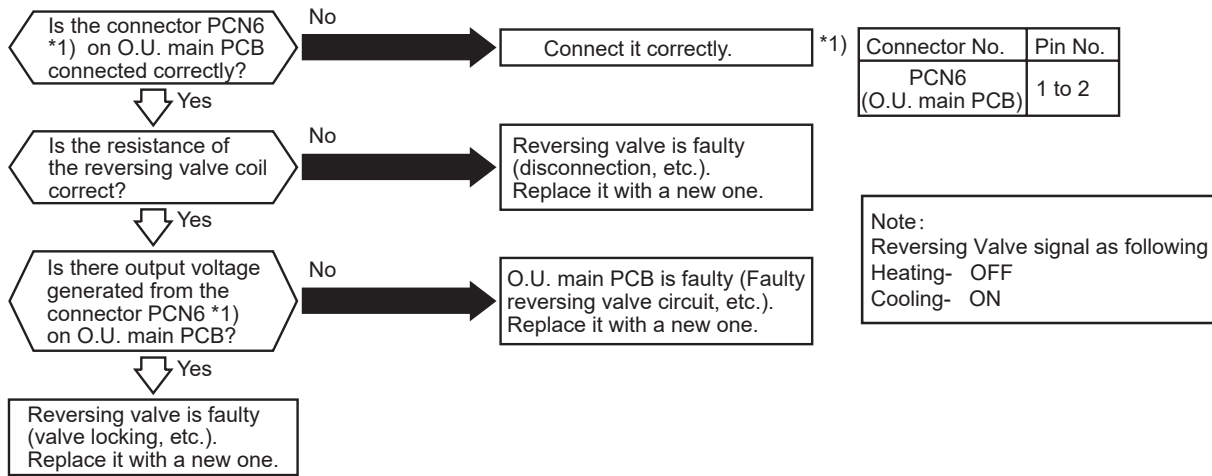 Is the connector PCN6
*1) on O.U. main PCB
connected correctly?
No
Connect it correctly.
*1)
Connector No.
Pin No.
PCN6
(O.U. main PCB)
1 to 2
Yes
Is the resistance of
the reversing valve coil
correct?
No
Reversing valve is faulty
(disconnection, etc.).
Replace it with a new one.
Note:
Reversing Valve signal as following
Heating- OFF
Cooling- ON
Yes
Is there output voltage
generated from the
connector PCN6 *1)
on O.U. main PCB?
No
O.U. main PCB is faulty (Faulty
reversing valve circuit, etc.).
Replace it with a new one.
Yes
Reversing valve is faulty
(valve locking, etc.).
Replace it with a new one.